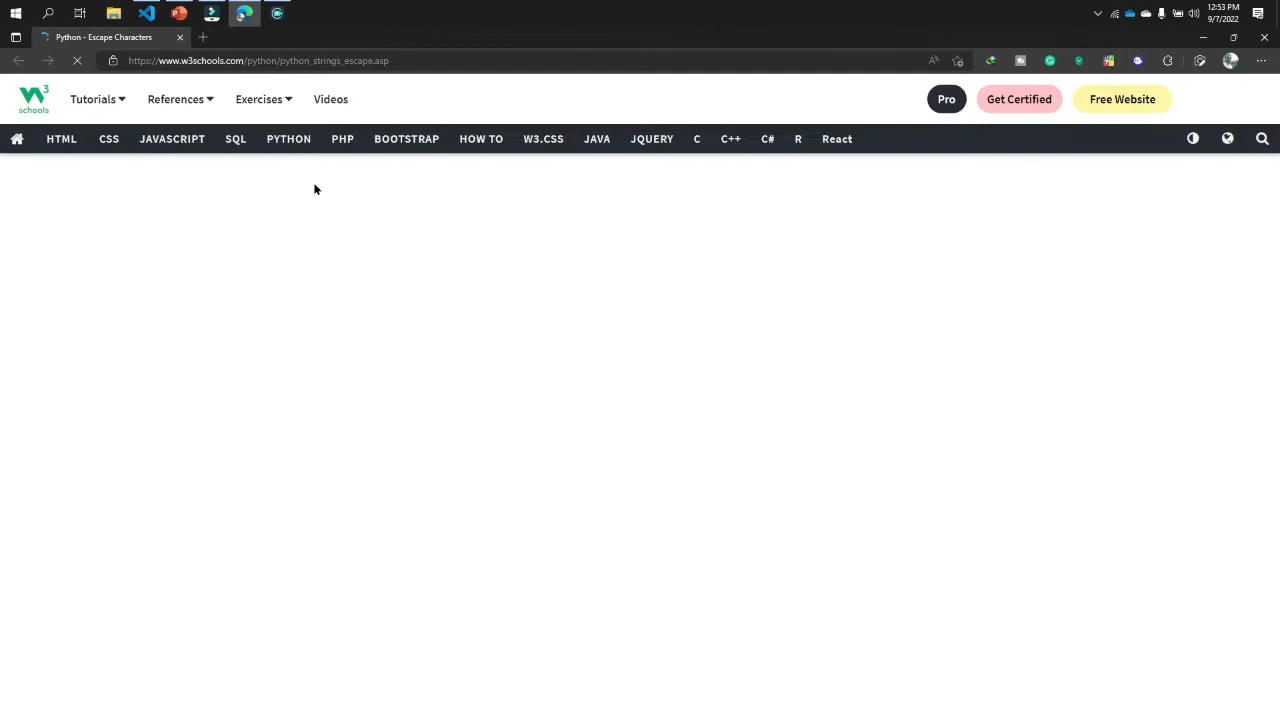 12:53 PM
9/7/2022
Python - Escape Characters
https://www.w3schools.com/python/python_strings_escape.asp
W3 schools
Tutorials References Exercises Videos Pro Get Certified Free Website
HTML CSS JAVASCRIPT SQL PYTHON PHP BOOTSTRAP HOW TO W3.CSS JAVA JQUERY C C++ C# R React